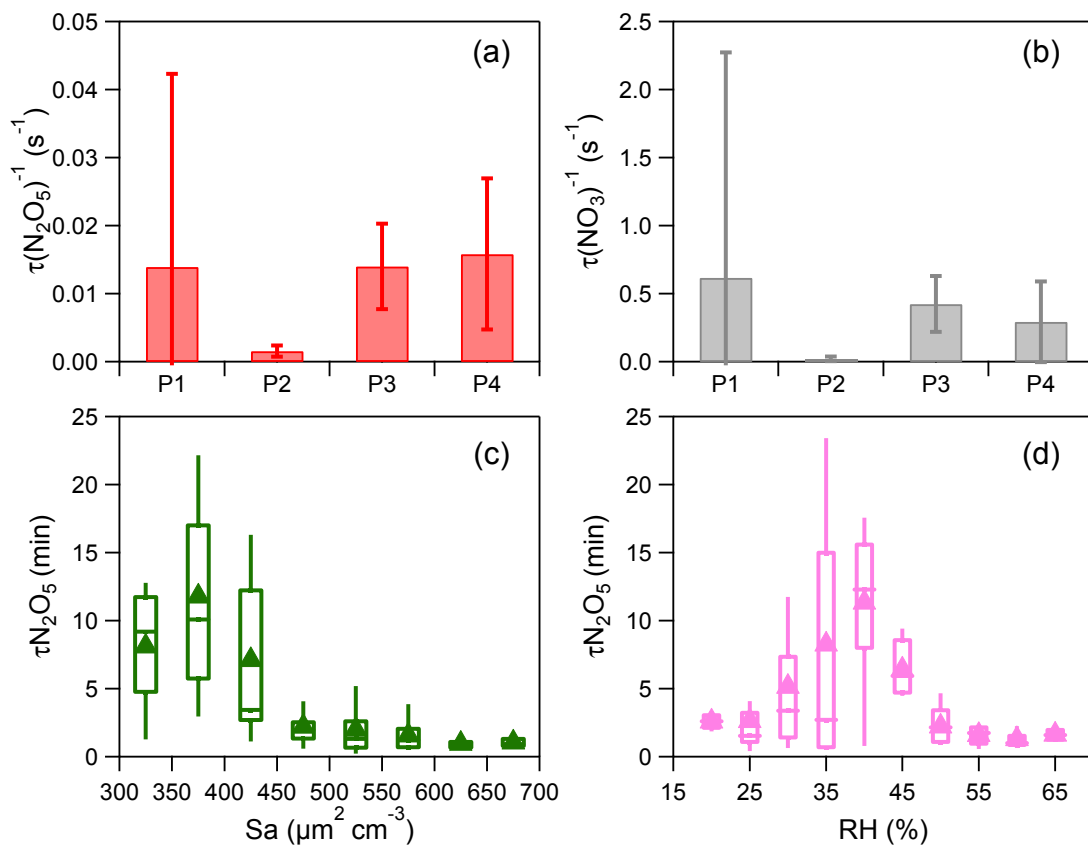 (a)
τ(N₂O₅)⁻¹ (s⁻¹)
0.05
0.04
0.03
0.02
0.01
0.00
P1 P2 P3 P4
(b)
τ(NO₃)⁻¹ (s⁻¹)
2.5
2.0
1.5
1.0
0.5
0.0
P1 P2 P3 P4
(c)
τN₂O₅ (min)
25
20
15
10
5
0
300 350 400 450 500 550 600 650 700
Sa (µm² cm⁻³)
(d)
τN₂O₅ (min)
25
20
15
10
5
0
15 25 35 45 55 65
RH (%)